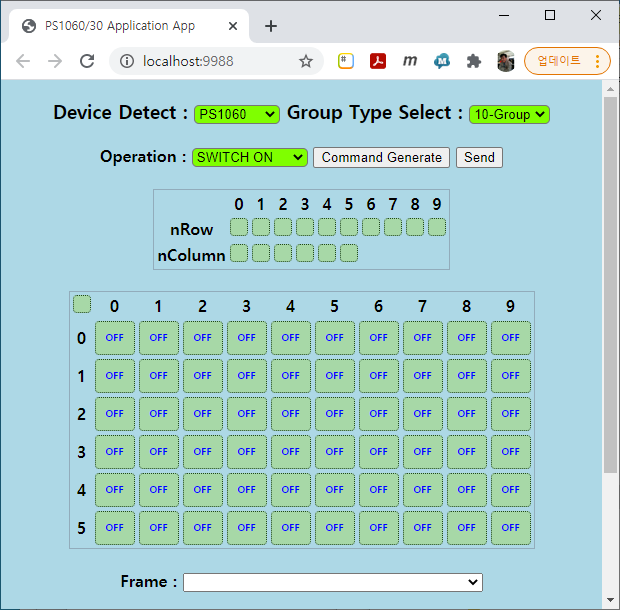 PS1060/30 Application App
localhost:9988
업데이트
Device Detect : PS1060 Group Type Select : 10-Group
Operation : SWITCH ON Command Generate Send
0 1 2 3 4 5 6 7 8 9
nRow
nColumn
0 1 2 3 4 5 6 7 8 9
0 OFF OFF OFF OFF OFF OFF OFF OFF OFF OFF
1 OFF OFF OFF OFF OFF OFF OFF OFF OFF OFF
2 OFF OFF OFF OFF OFF OFF OFF OFF OFF OFF
3 OFF OFF OFF OFF OFF OFF OFF OFF OFF OFF
4 OFF OFF OFF OFF OFF OFF OFF OFF OFF OFF
5 OFF OFF OFF OFF OFF OFF OFF OFF OFF OFF
Frame :